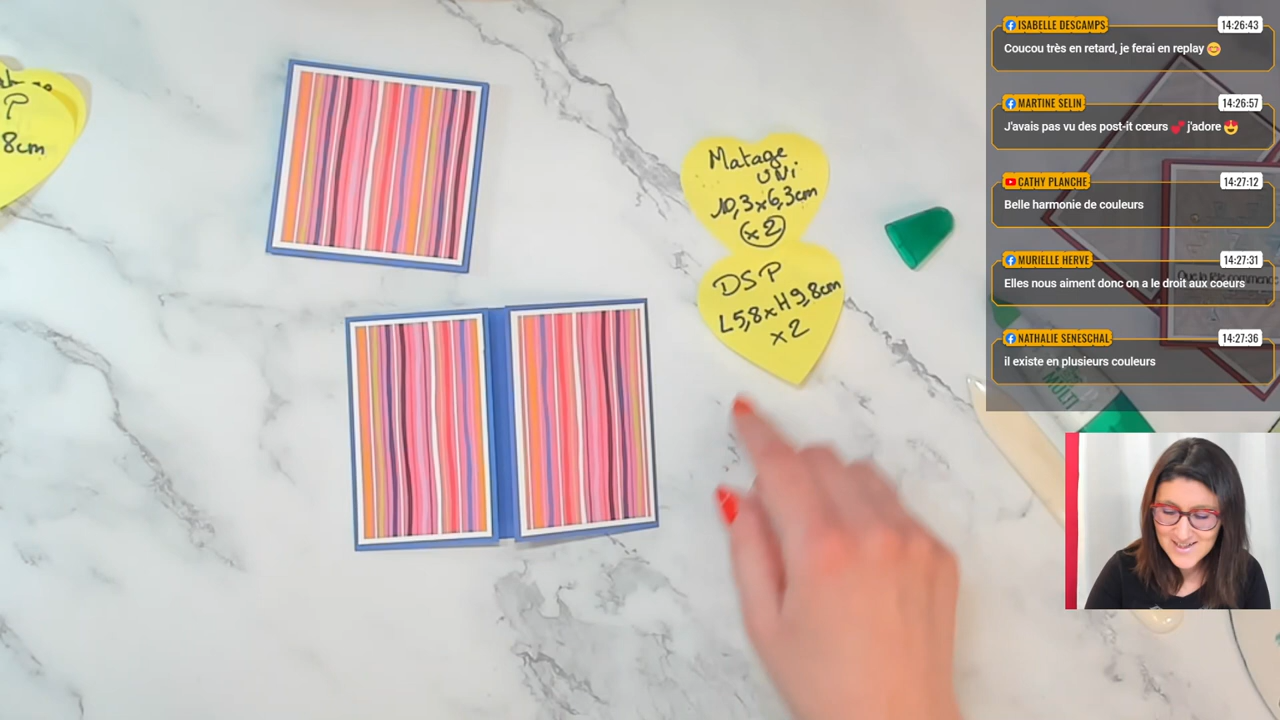 P
8cm
Matage
UNi
10,3x6,3cm
(x2)
DSP
L5,8xH9,8cm
x2
MULTI
ISABELLE DESCAMPS
14:26:43
Coucou très en retard, je ferai en replay 😊
MARTINE SELIN
14:26:57
J'avais pas vu des post-it cœurs 💕 j'adore 😍
CATHY PLANCHE
14:27:12
Belle harmonie de couleurs
MURIELLE HERVE
14:27:31
Elles nous aiment donc on a le droit aux coeurs
NATHALIE SENESCHAL
14:27:36
il existe en plusieurs couleurs